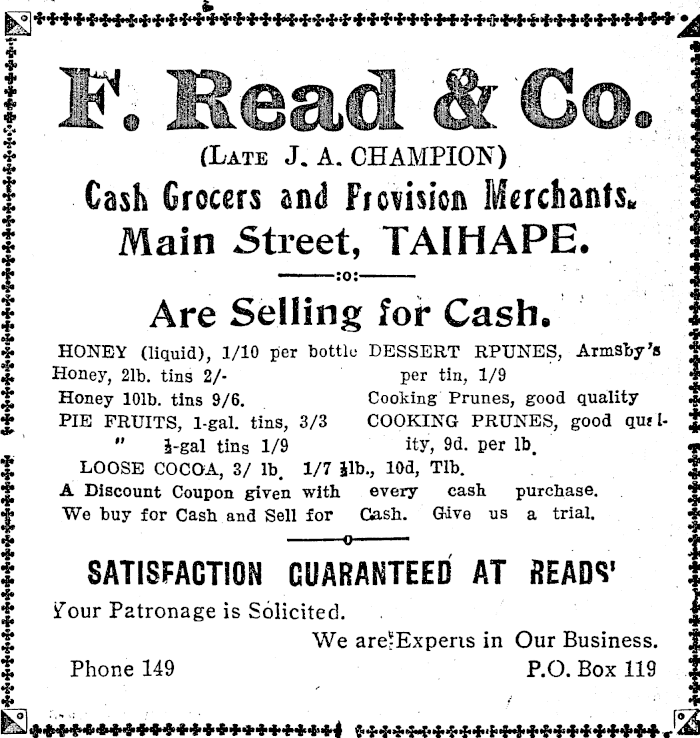 F. Read & Co.
(LATE J. A. CHAMPION)
Cash Grocers and Provision Merchants.
Main Street, TAIHAPE.
:o:
Are Selling for Cash.
HONEY (liquid), 1/10 per bottle
Honey, 2lb. tins 2/-
Honey 10lb. tins 9/6.
PIE FRUITS, 1-gal. tins, 3/3
" ½-gal tins 1/9
DESSERT RPUNES, Armsby's
per tin, 1/9
Cooking Prunes, good quality
COOKING PRUNES, good qual-
ity, 9d. per lb.
LOOSE COCOA, 3/ lb. 1/7 ½lb., 10d, Tlb.
A Discount Coupon given with every cash purchase.
We buy for Cash and Sell for Cash. Give us a trial.
o
SATISFACTION GUARANTEED AT READS'
Your Patronage is Solicited.
We are Experts in Our Business.
Phone 149
P.O. Box 119